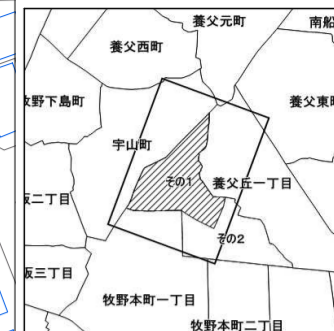 養父元町
南船
養父西町
牧野下島町
養父東町
宇山町
その1
養父丘一丁目
二丁目
その2
三丁目
牧野本町一丁目
牧野本町二丁目